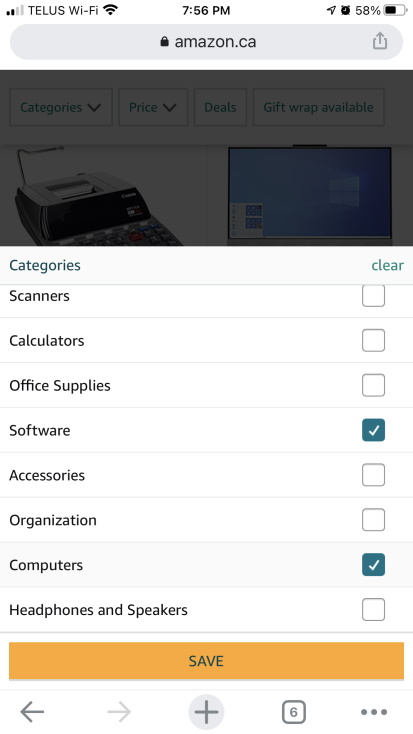 TELUS Wi-Fi 7:56 PM 58%
amazon.ca
Categories Price Deals Gift wrap available
Canon
Categories clear
Scanners
Calculators
Office Supplies
Software
Accessories
Organization
Computers
Headphones and Speakers
SAVE
6